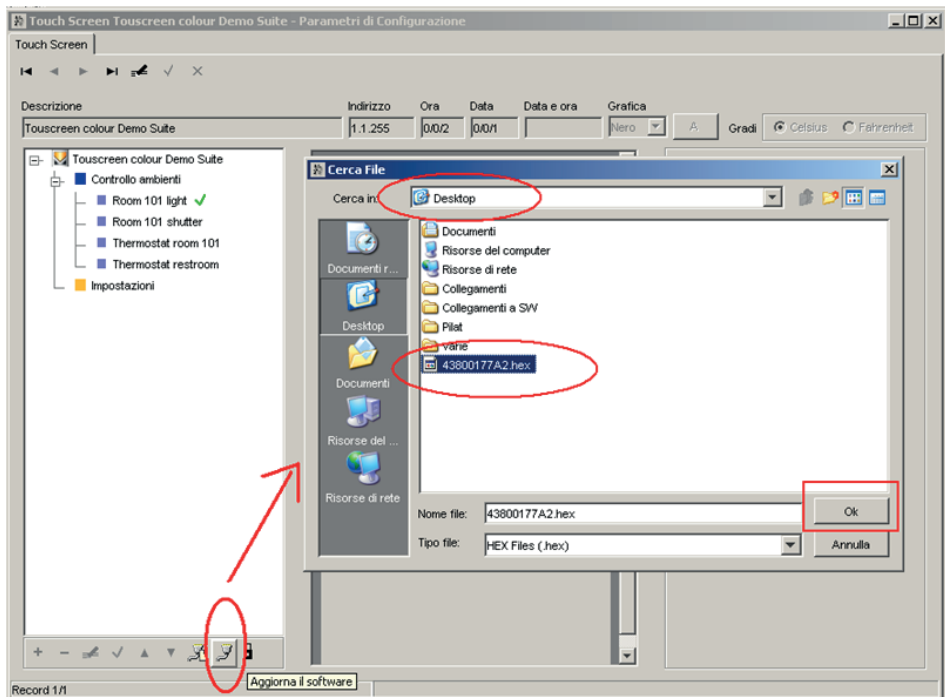 Touch Screen Touscreen colour Demo Suite - Parametri di Configurazione
Touch Screen
Descrizione Indirizzo Ora Data Data e ora Grafica
Touscreen colour Demo Suite 1.1.255 0/0/2 0/0/1 Nero A Gradi Celsius Fahrenheit
Touscreen colour Demo Suite
Controllo ambienti
Room 101 light
Room 101 shutter
Thermostat room 101
Thermostat restroom
Impostazioni
Cerca File
Cerca in: Desktop
Documenti r...
Desktop
Documenti
Risorse del ...
Risorse di rete
Documenti
Risorse del computer
Risorse di rete
Collegamenti
Collegamenti a SW
Pilat
varie
43800177A2.hex
Nome file: 43800177A2.hex Ok
Tipo file: HEX Files (.hex) Annulla
Aggiorna il software
Record 1/1